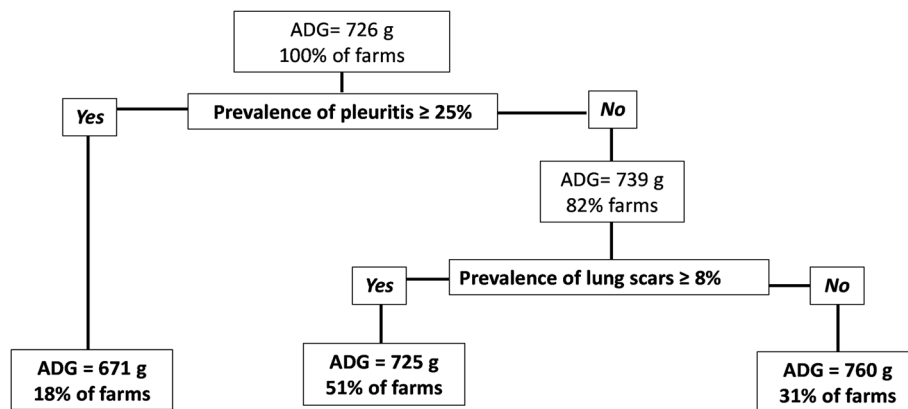 ADG= 726 g
100% of farms
Prevalence of pleuritis ≥ 25%
Yes
No
ADG= 739 g
82% farms
Prevalence of lung scars ≥ 8%
Yes
No
ADG = 671 g
18% of farms
ADG = 725 g
51% of farms
ADG = 760 g
31% of farms